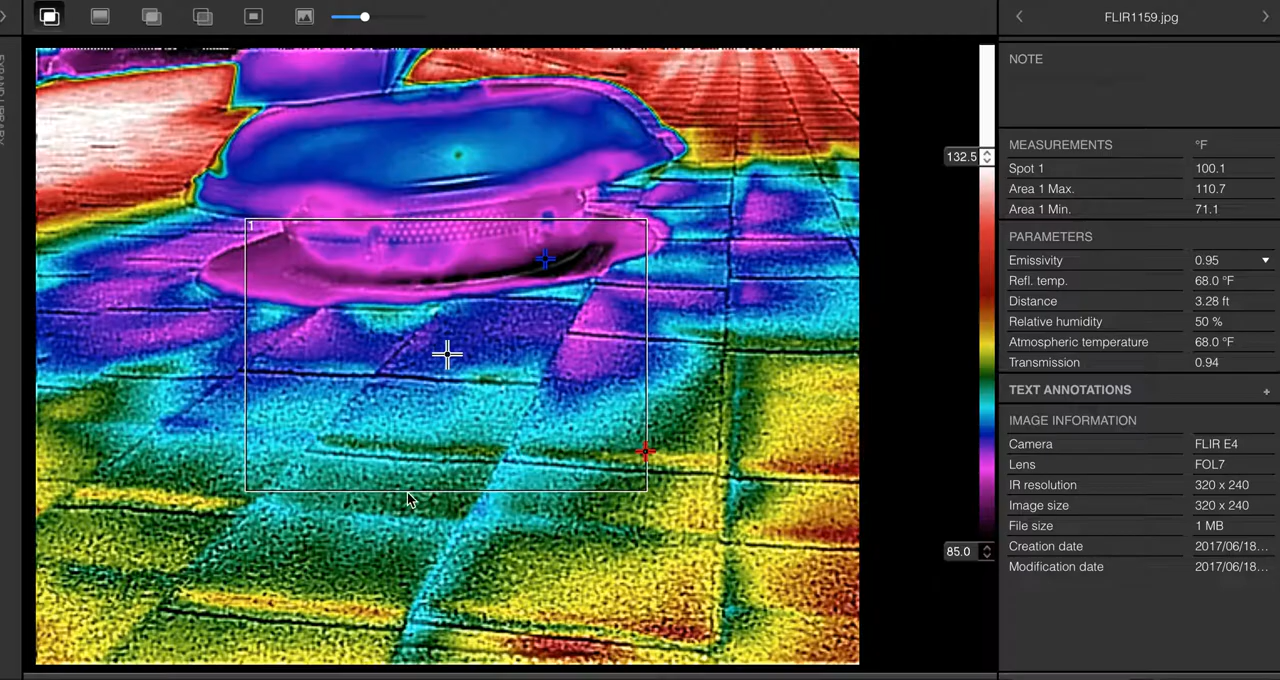 FLIR1159.jpg
EXPAND LIBRARY
NOTE
1
132.5
MEASUREMENTS °F
Spot 1 100.1
Area 1 Max. 110.7
Area 1 Min. 71.1
PARAMETERS
Emissivity 0.95
Refl. temp. 68.0 °F
Distance 3.28 ft
Relative humidity 50 %
Atmospheric temperature 68.0 °F
Transmission 0.94
TEXT ANNOTATIONS +
IMAGE INFORMATION
Camera FLIR E4
Lens FOL7
IR resolution 320 x 240
Image size 320 x 240
File size 1 MB
85.0
Creation date 2017/06/18...
Modification date 2017/06/18...